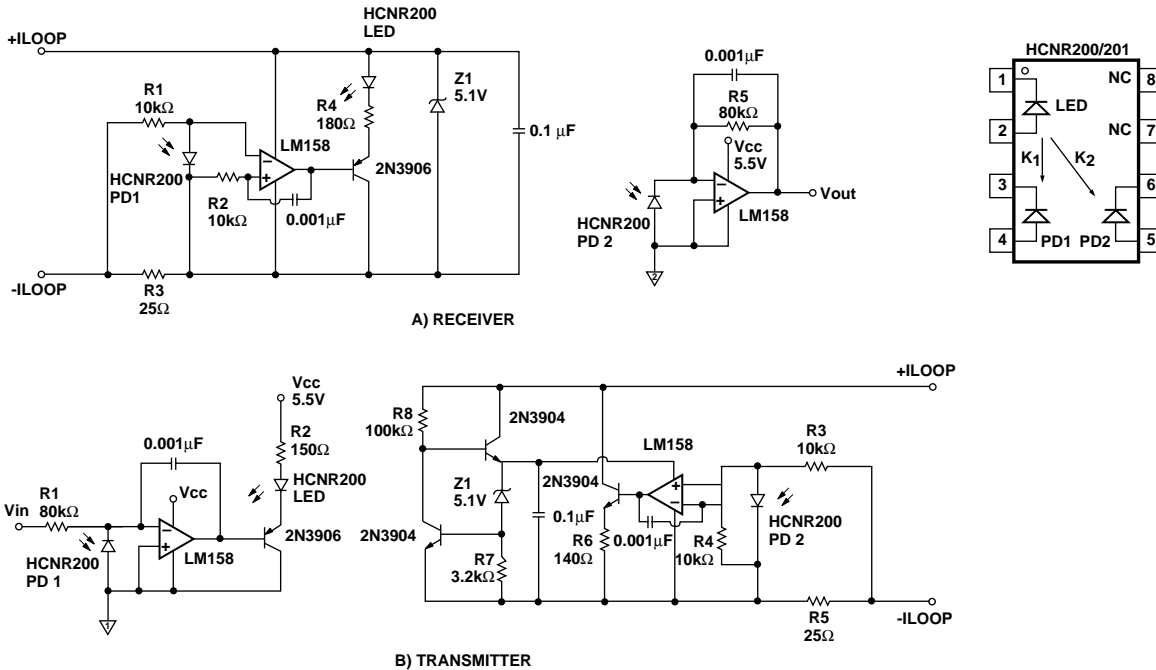 HCNR200
LED
+ILOOP
R1
10kΩ
HCNR200
PD1
R2
10kΩ
LM158
0.001µF
R4
180Ω
2N3906
Z1
5.1V
0.1 µF
-ILOOP
R3
25Ω
0.001µF
R5
80kΩ
Vcc
5.5V
LM158
Vout
HCNR200
PD 2
2
A) RECEIVER
HCNR200/201
1
2
3
4
8
7
6
5
NC
NC
LED
K1
K2
PD1
PD2
Vin
R1
80kΩ
HCNR200
PD 1
0.001µF
Vcc
LM158
1
Vcc
5.5V
R2
150Ω
HCNR200
LED
2N3906
R8
100kΩ
2N3904
2N3904
Z1
5.1V
R7
3.2kΩ
0.1µF
2N3904
R6
140Ω
0.001µF
LM158
R4
10kΩ
HCNR200
PD 2
R3
10kΩ
+ILOOP
R5
25Ω
-ILOOP
B) TRANSMITTER